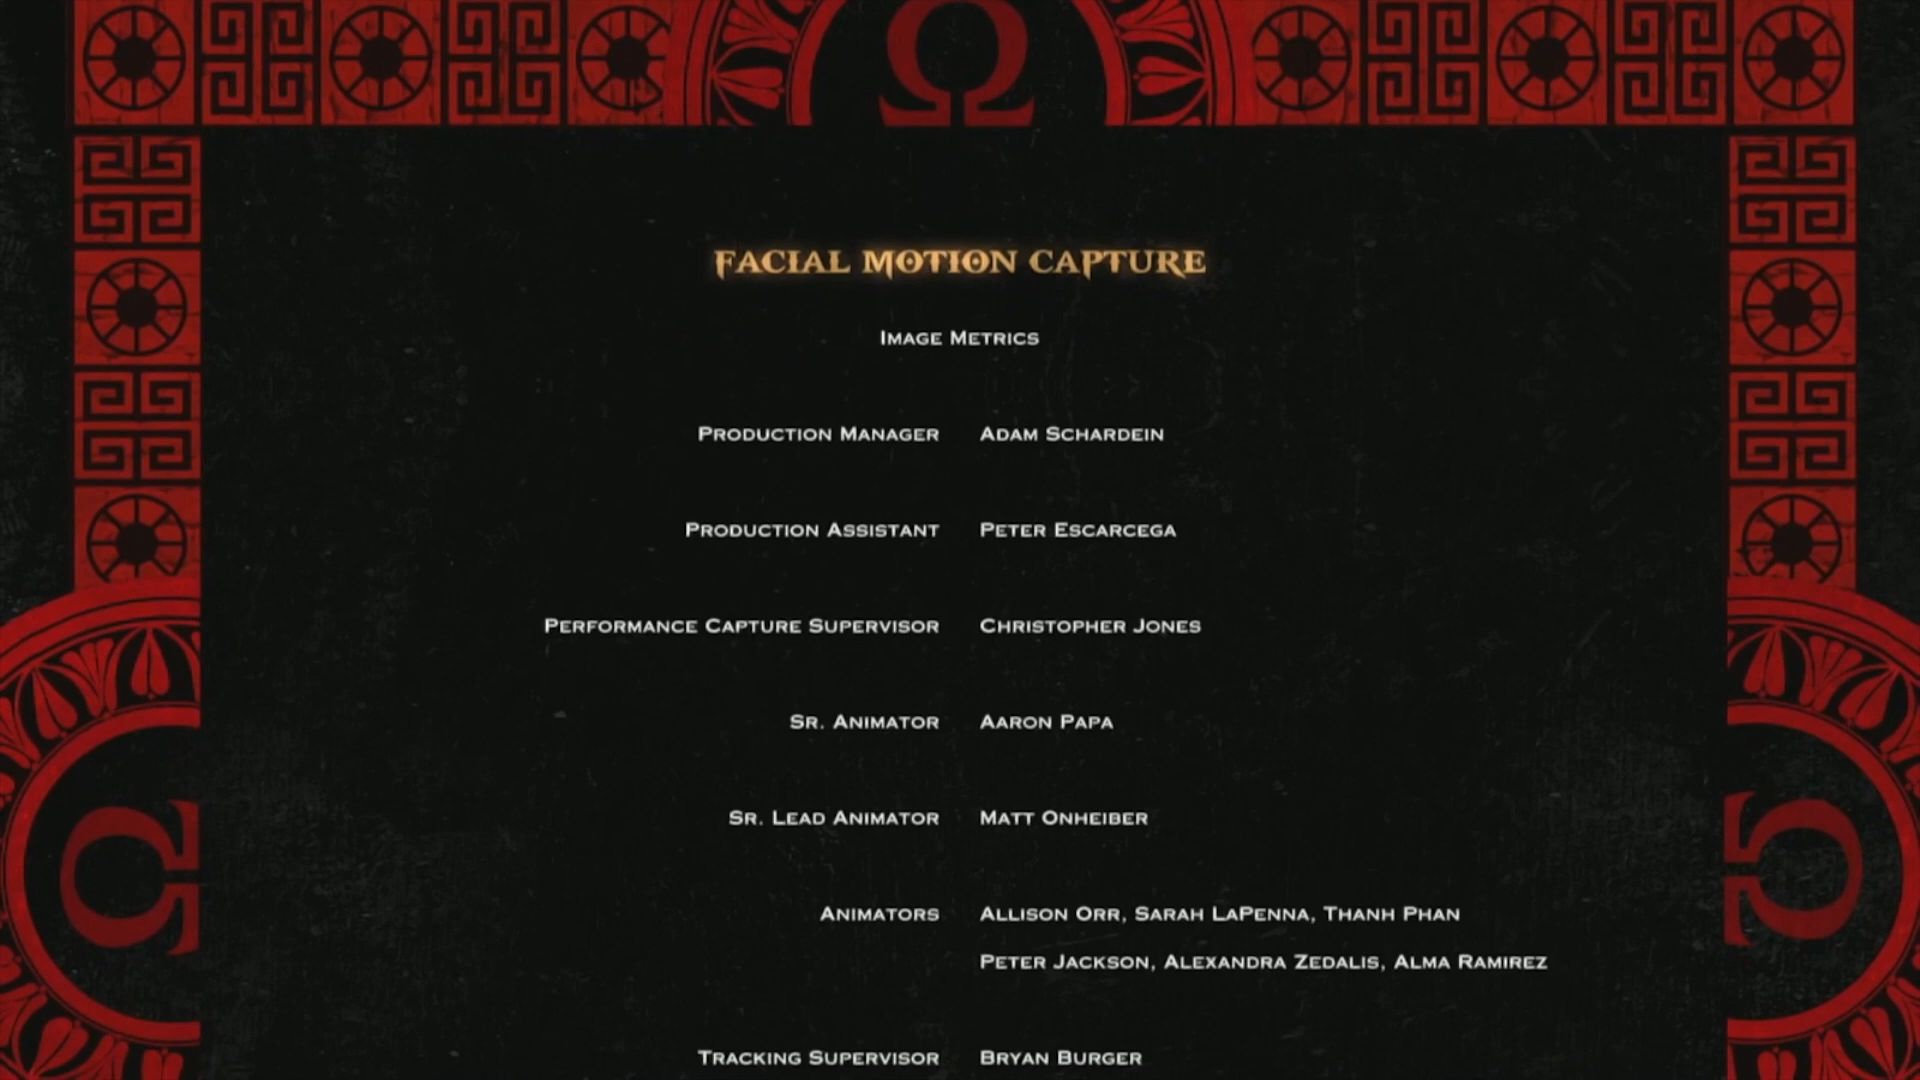 Ω
FACIAL MOTION CAPTURE
IMAGE METRICS
PRODUCTION MANAGER ADAM SCHARDEIN
PRODUCTION ASSISTANT PETER ESCARCEGA
PERFORMANCE CAPTURE SUPERVISOR CHRISTOPHER JONES
SR. ANIMATOR AARON PAPA
SR. LEAD ANIMATOR MATT ONHEIBER
ANIMATORS ALLISON ORR, SARAH LAPENNA, THANH PHAN
PETER JACKSON, ALEXANDRA ZEDALIS, ALMA RAMIREZ
TRACKING SUPERVISOR BRYAN BURGER
Ω
Ω